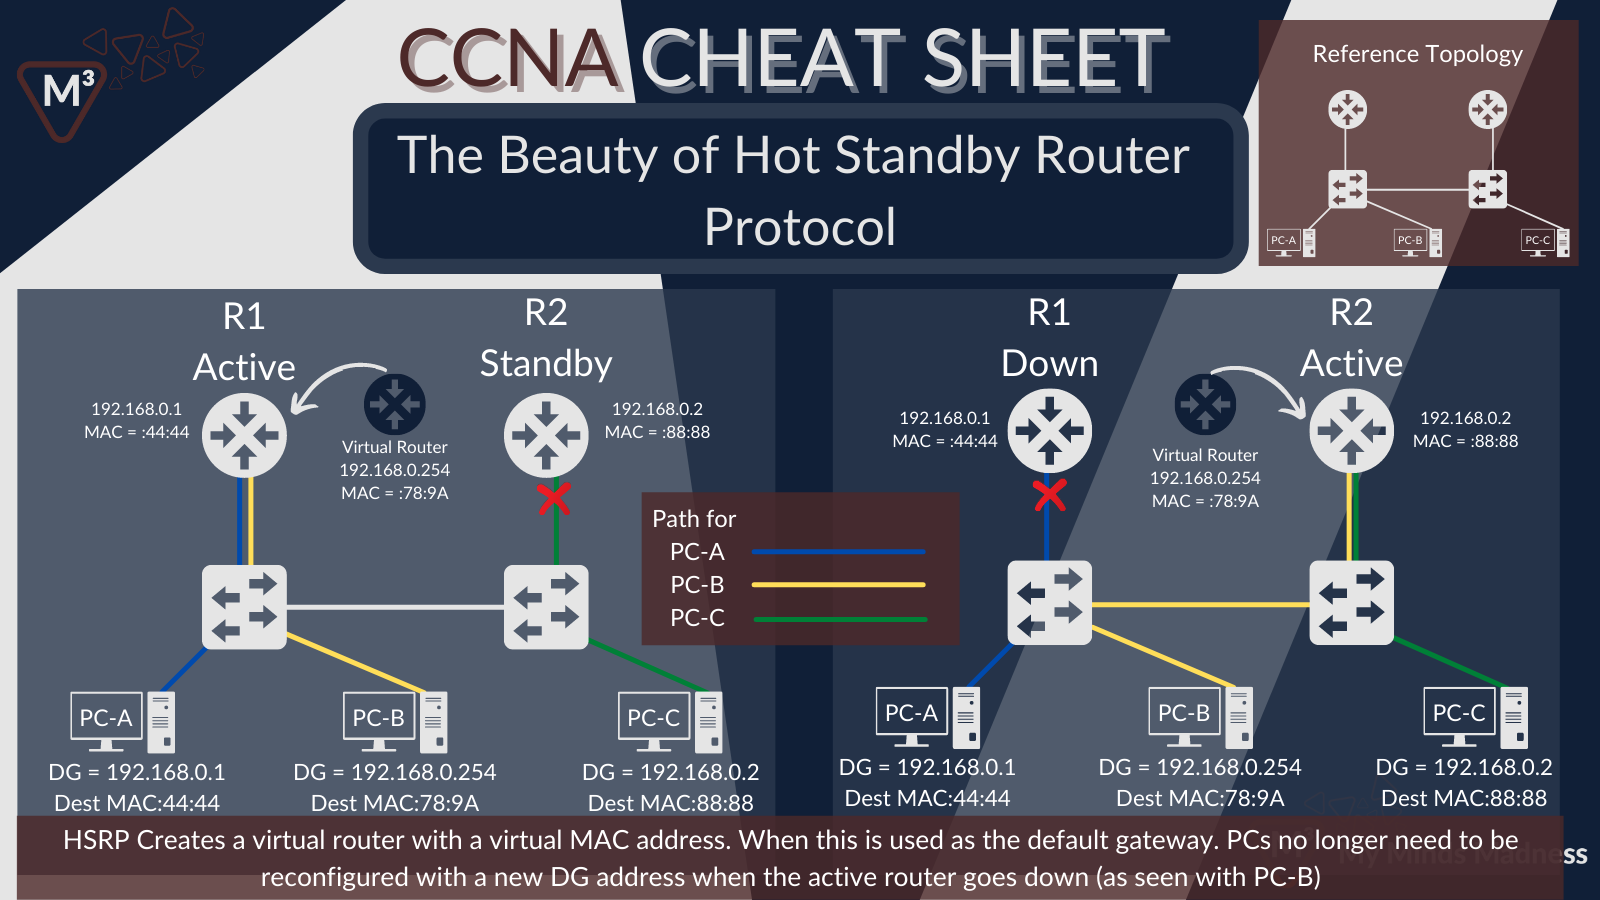 M³
CCNA CHEAT SHEET
The Beauty of Hot Standby Router
Protocol
Reference Topology
PC-A
PC-B
PC-C
R1
Active
192.168.0.1
MAC = :44:44
Virtual Router
192.168.0.254
MAC = :78:9A
R2
Standby
192.168.0.2
MAC = :88:88
PC-A
DG = 192.168.0.1
Dest MAC:44:44
PC-B
DG = 192.168.0.254
Dest MAC:78:9A
PC-C
DG = 192.168.0.2
Dest MAC:88:88
Path for
PC-A
PC-B
PC-C
R1
Down
192.168.0.1
MAC = :44:44
Virtual Router
192.168.0.254
MAC = :78:9A
R2
Active
192.168.0.2
MAC = :88:88
PC-A
DG = 192.168.0.1
Dest MAC:44:44
PC-B
DG = 192.168.0.254
Dest MAC:78:9A
PC-C
DG = 192.168.0.2
Dest MAC:88:88
HSRP Creates a virtual router with a virtual MAC address. When this is used as the default gateway. PCs no longer need to be
reconfigured with a new DG address when the active router goes down (as seen with PC-B)
My Minds Madness